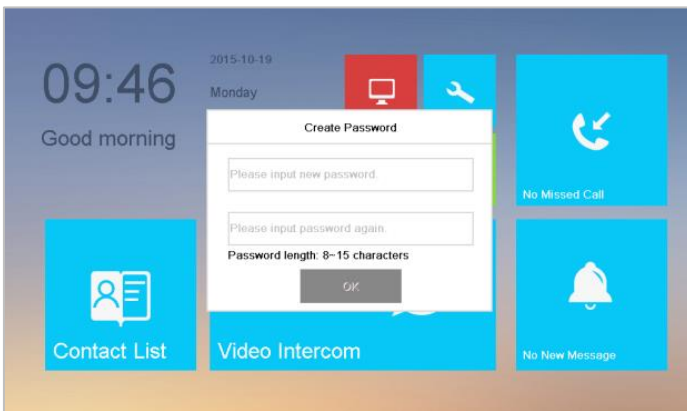 09:46
Good morning
2015-10-19
Monday
Create Password
Please input new password.
Please input password again.
Password length: 8~15 characters
OK
No Missed Call
Contact List
Video Intercom
No New Message